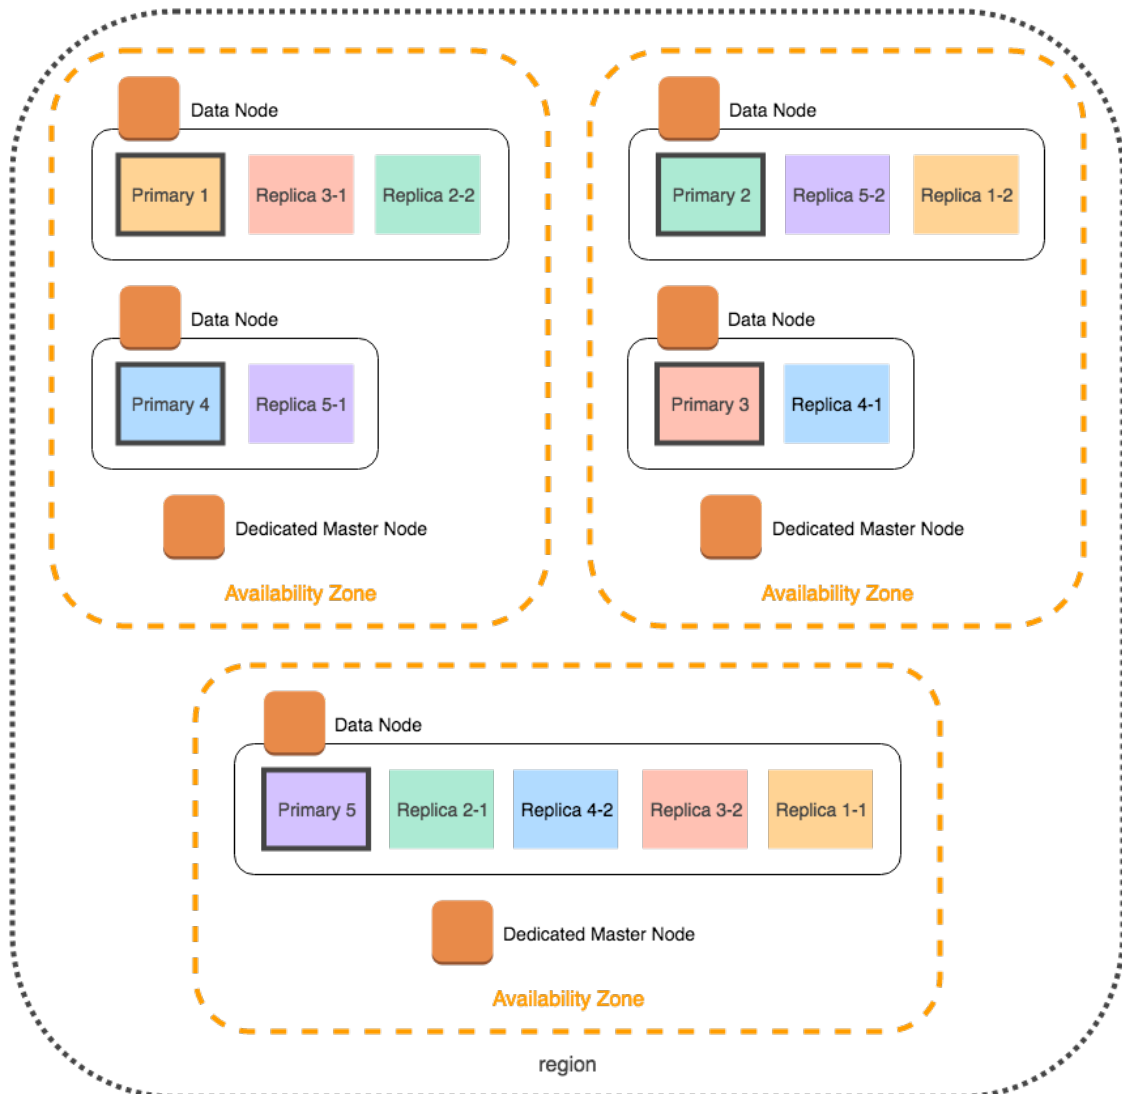 Data Node
Primary 1
Replica 3-1
Replica 2-2
Data Node
Primary 4
Replica 5-1
Dedicated Master Node
Availability Zone
Data Node
Primary 2
Replica 5-2
Replica 1-2
Data Node
Primary 3
Replica 4-1
Dedicated Master Node
Availability Zone
Data Node
Primary 5
Replica 2-1
Replica 4-2
Replica 3-2
Replica 1-1
Dedicated Master Node
Availability Zone
region